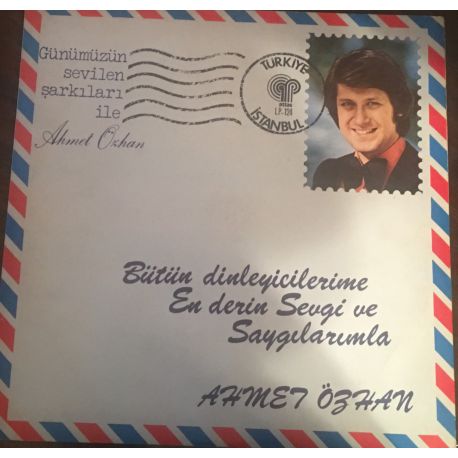 Günümüzün
sevilen
şarkıları
ile
Ahmet Özhan
TÜRKİYE
LP. 124
İSTANBUL
Bütün dinleyicilerime
En derin Sevgi ve
Saygılarımla
AHMET ÖZHAN